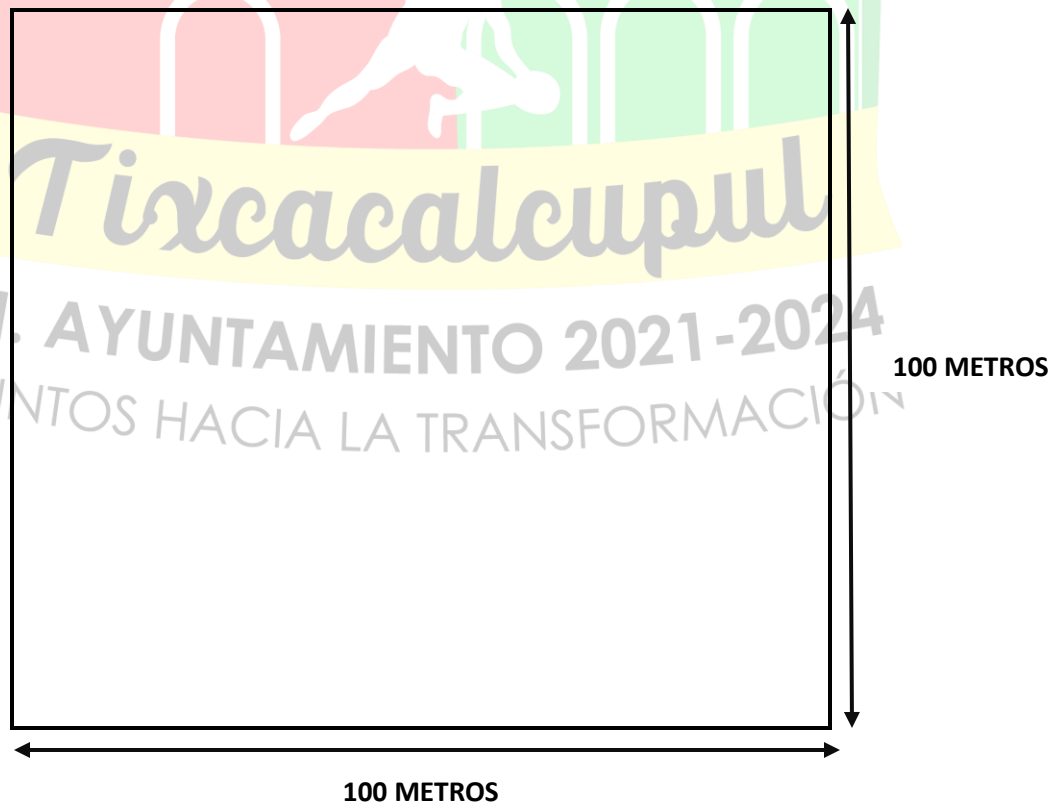 Tixcacalcupul
. AYUNTAMIENTO 2021-2024
NTOS HACIA LA TRANSFORMACIÓN
100 METROS
100 METROS